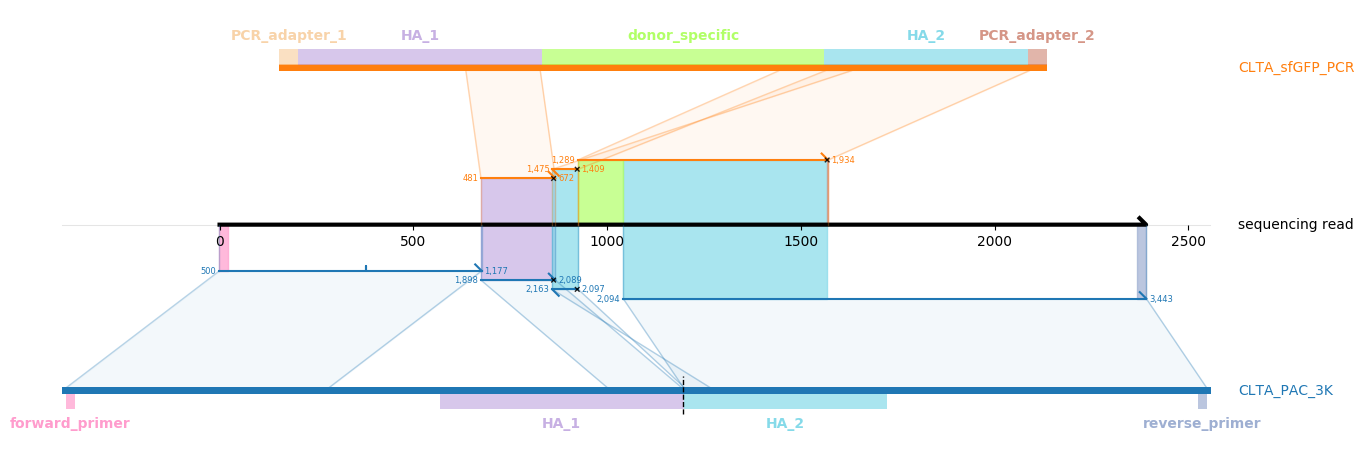 PCR_adapter_1 HA_1 donor_specific HA_2 PCR_adapter_2
CLTA_sfGFP_PCR
1,289 1,934
1,475 1,409
481 672
sequencing read
0 500 1000 1500 2000 2500
500 1,177
1,898 2,089
2,163 2,097
2,094 3,443
CLTA_PAC_3K
forward_primer HA_1 HA_2 reverse_primer